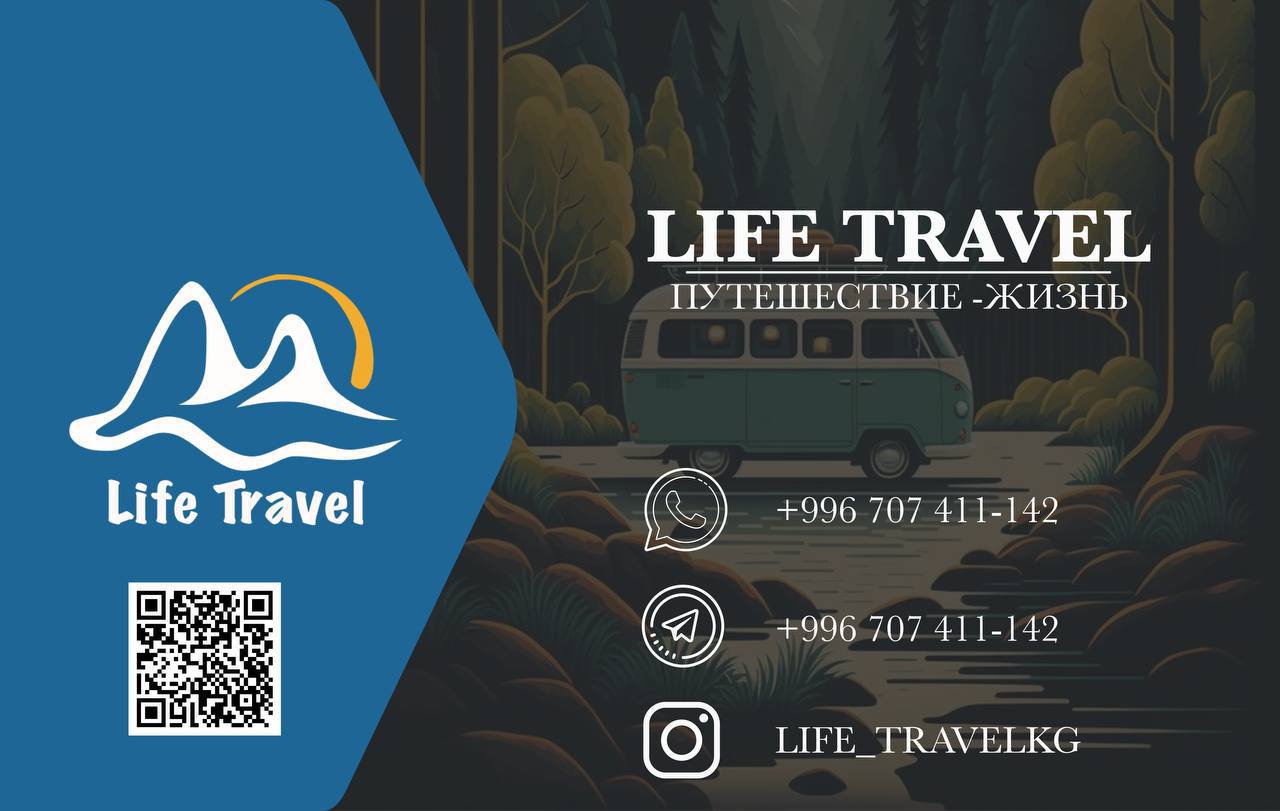 Life Travel
LIFE TRAVEL
ПУТЕШЕСТВИЕ -ЖИЗНЬ
+996 707 411-142
+996 707 411-142
LIFE_TRAVELKG